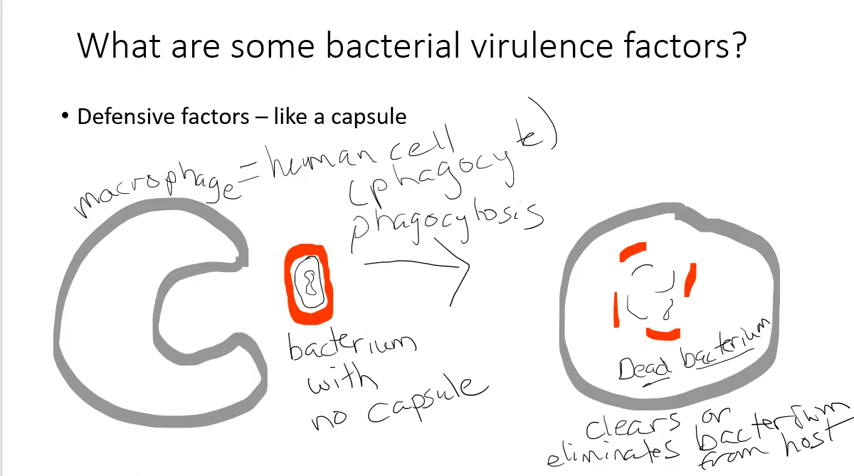 What are some bacterial virulence factors?
• Defensive factors – like a capsule
macrophage = human cell
(phagocyte)
phagocytosis
bacterium
with
no capsule
Dead bacterium
clears or
eliminates bacterium
from host